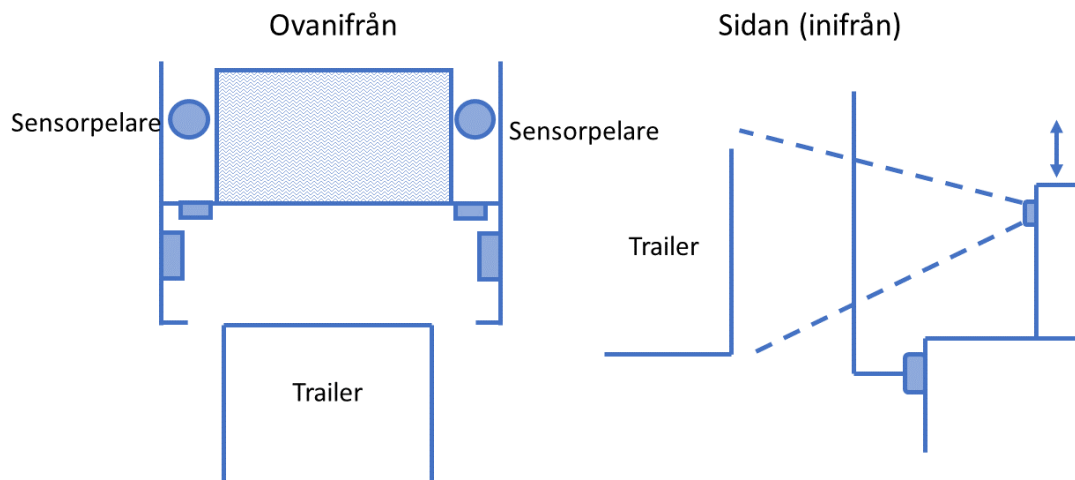 Ovanifrån
Sidan (inifrån)
Sensorpelare
Sensorpelare
Trailer
Trailer